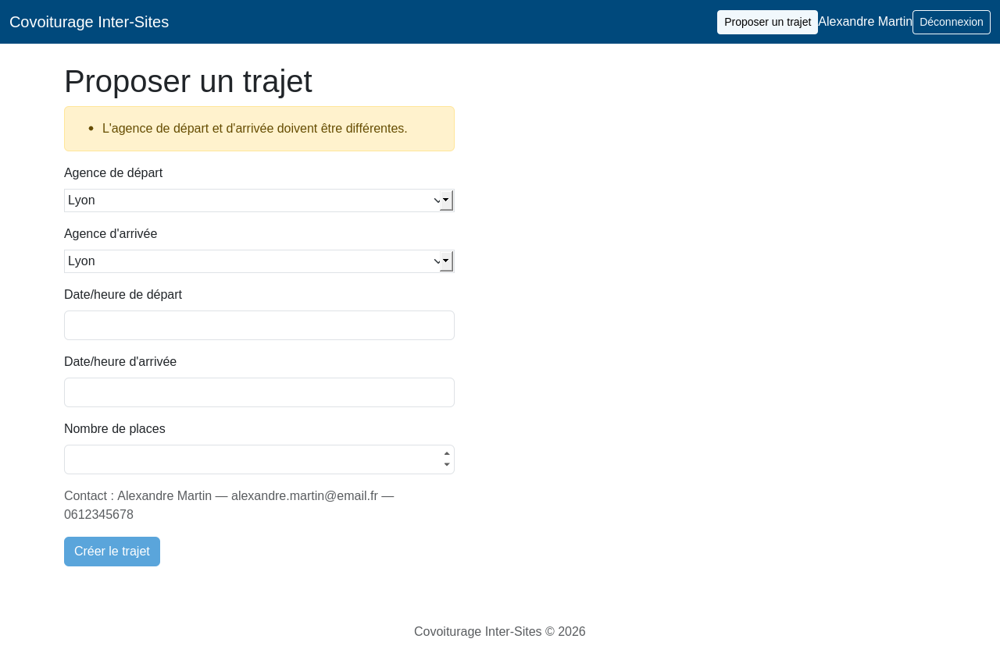 Covoiturage Inter-Sites
Proposer un trajet Alexandre Martin Déconnexion
Proposer un trajet
• L'agence de départ et d'arrivée doivent être différentes.
Agence de départ
Lyon
Agence d'arrivée
Lyon
Date/heure de départ
Date/heure d'arrivée
Nombre de places
Contact : Alexandre Martin — alexandre.martin@email.fr —
0612345678
Créer le trajet
Covoiturage Inter-Sites © 2026